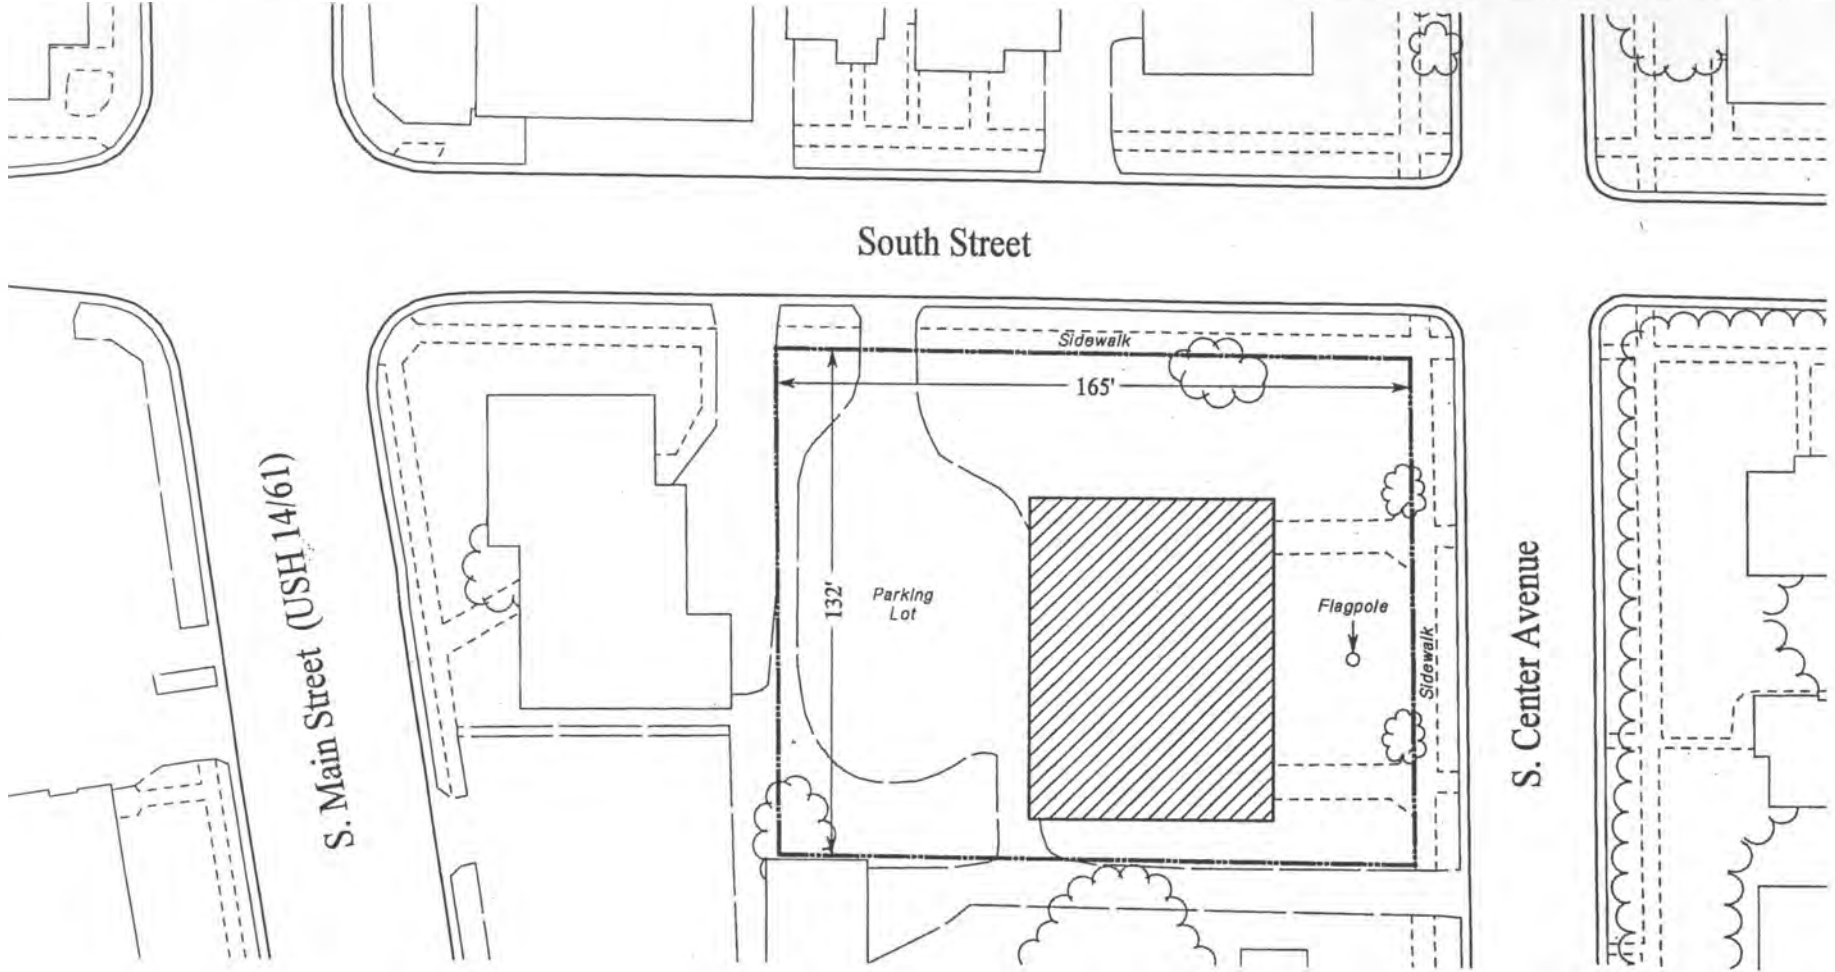 South Street
Sidewalk
165'
S. Main Street (USH 14/61)
132'
Parking
Lot
Flagpole
Sidewalk
S. Center Avenue